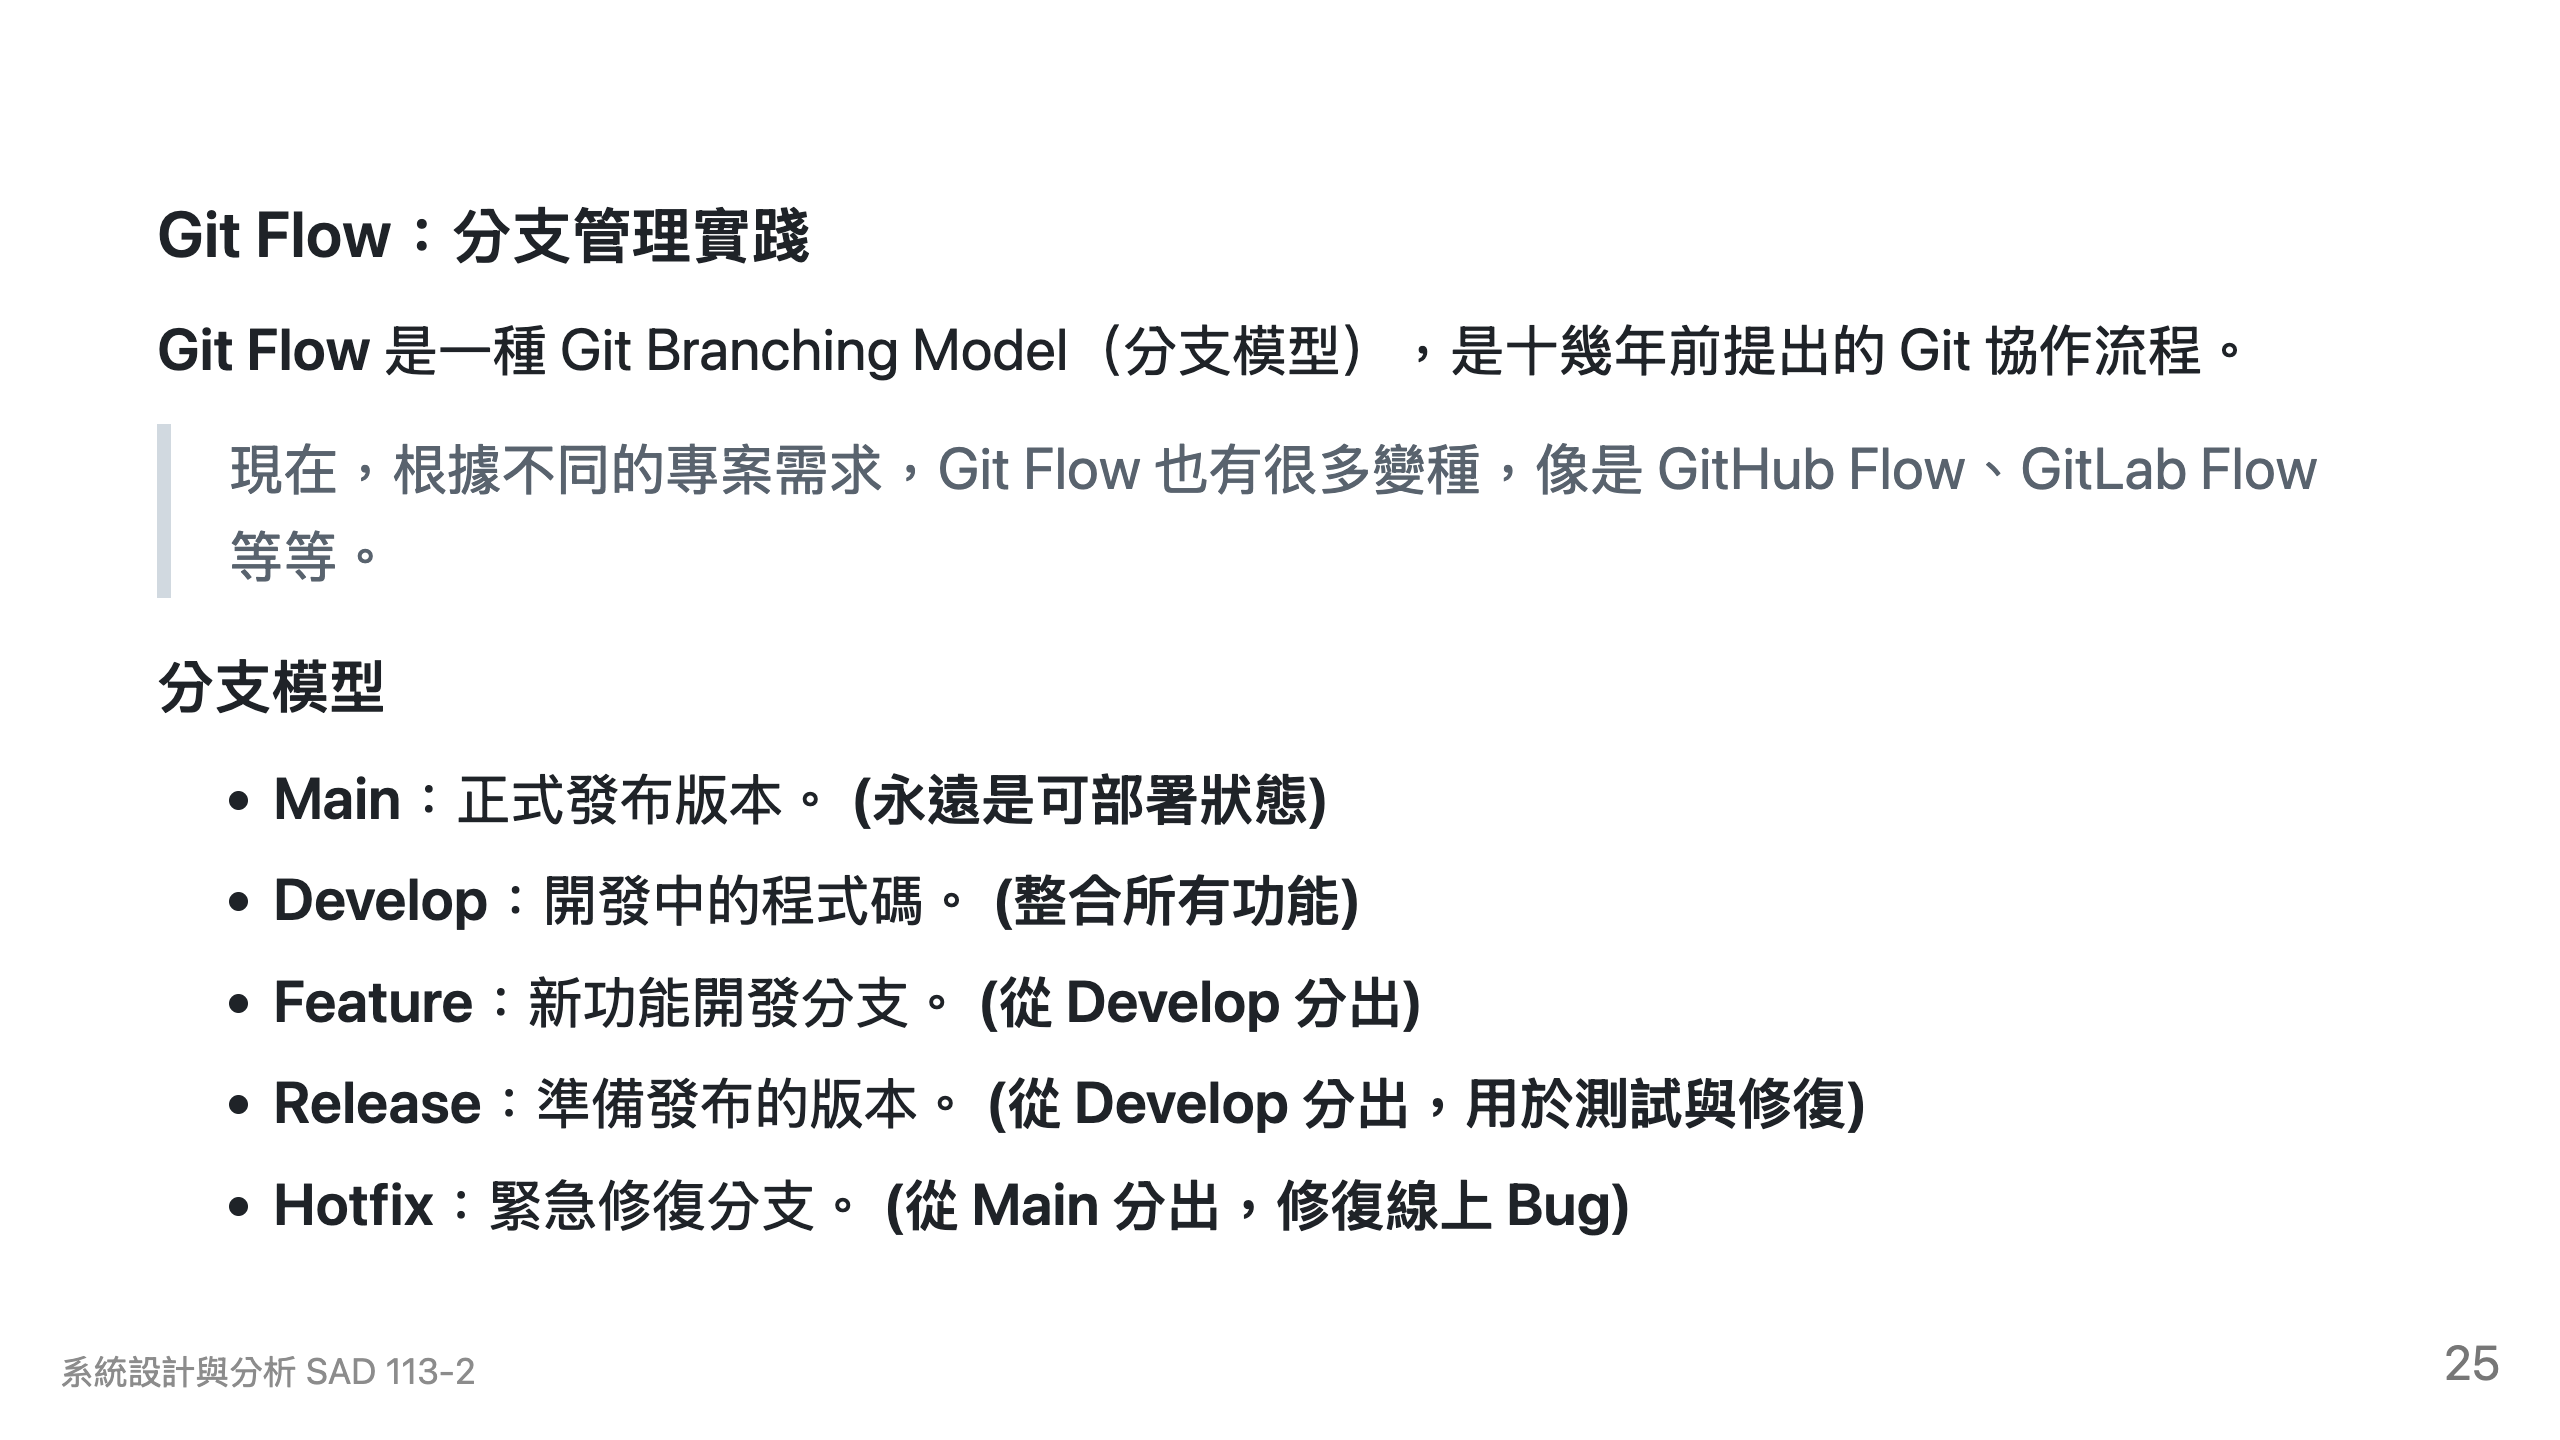 Git Flow：分支管理實踐
Git Flow 是一種 Git Branching Model（分支模型），是十幾年前提出的 Git 協作流程。
現在，根據不同的專案需求，Git Flow 也有很多變種，像是 GitHub Flow、GitLab Flow
等等。
分支模型
• Main：正式發布版本。 (永遠是可部署狀態)
• Develop：開發中的程式碼。 (整合所有功能)
• Feature：新功能開發分支。 (從 Develop 分出)
• Release：準備發布的版本。 (從 Develop 分出，用於測試與修復)
• Hotfix：緊急修復分支。 (從 Main 分出，修復線上 Bug)
系統設計與分析 SAD 113-2
25